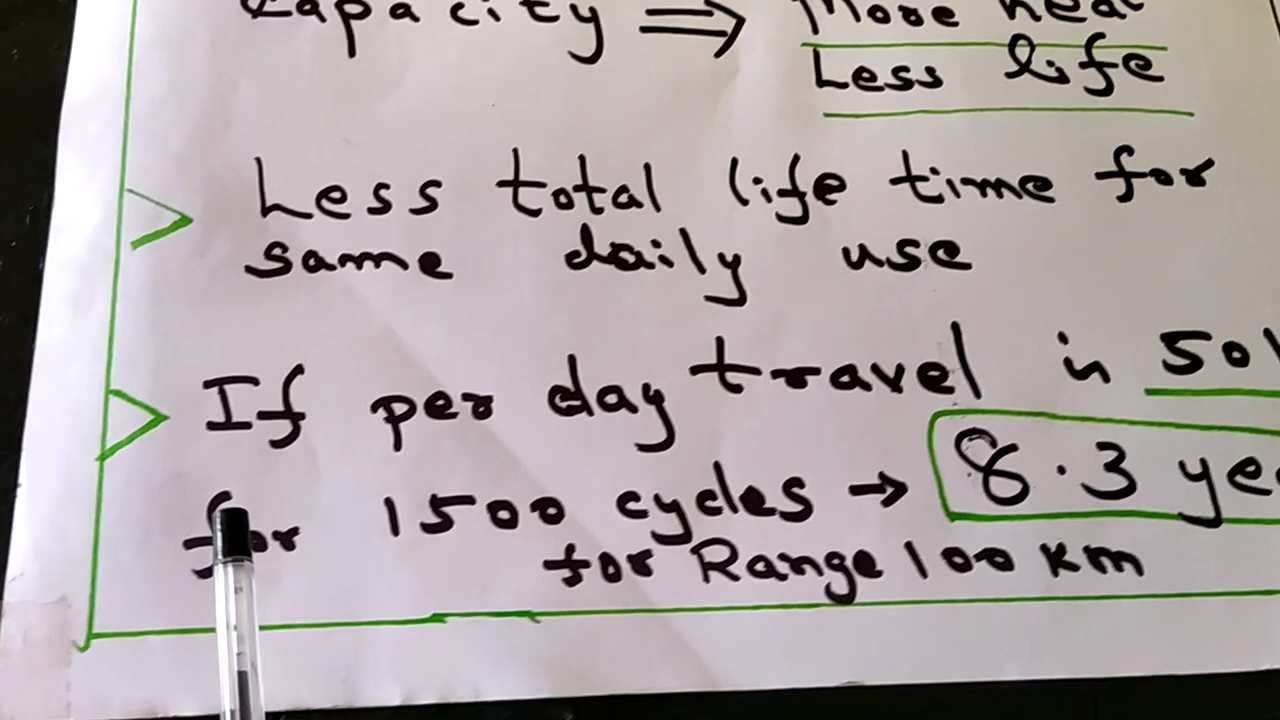 Capacity ⇒ More heat
Less life
Less total life time for
same daily use
If per day travel in 50
for 1500 cycles → 8.3 ye
for Range 100 Km